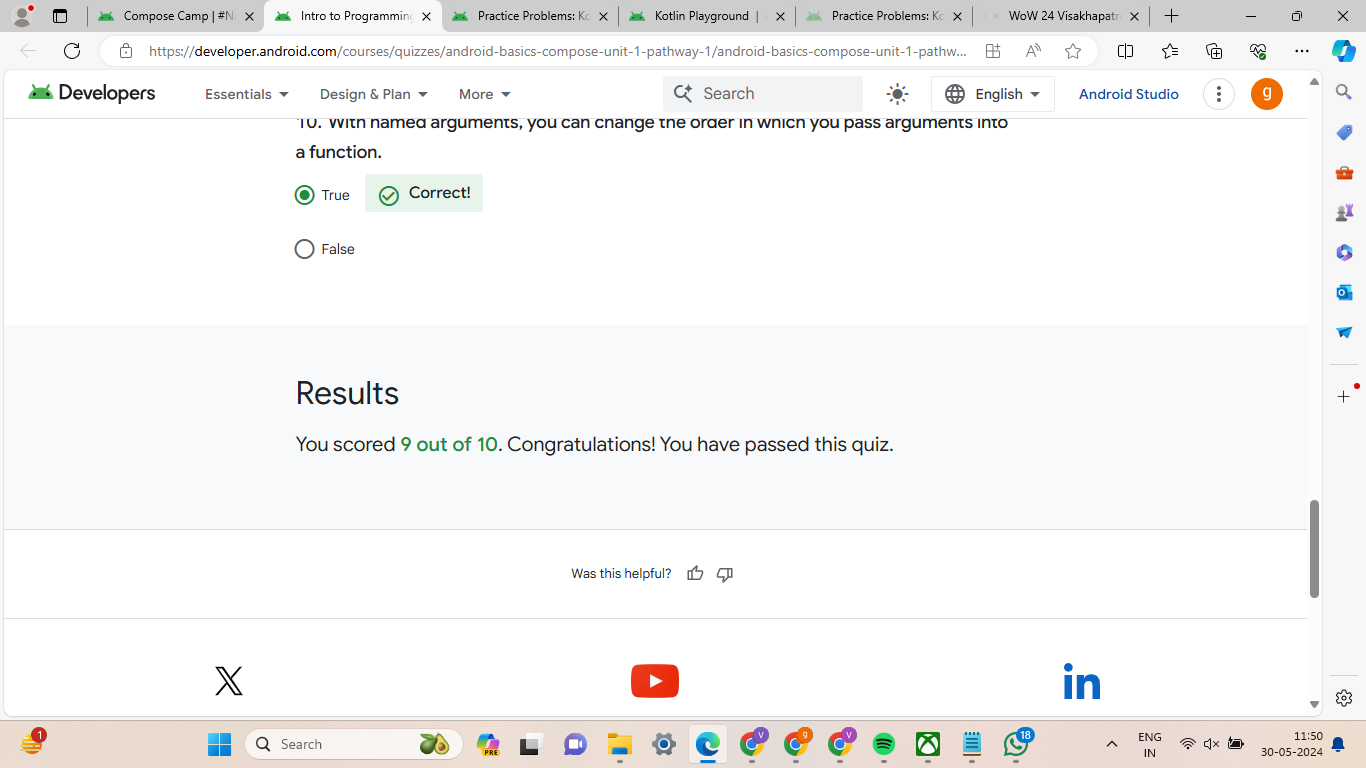 Compose Camp | #N
Intro to Programming
Practice Problems: Ko
Kotlin Playground |
Practice Problems: Ko
WoW 24 Visakhapatn
https://developer.android.com/courses/quizzes/android-basics-compose-unit-1-pathway-1/android-basics-compose-unit-1-pathw...
Developers
Essentials
Design & Plan
More
Search
English
Android Studio
g
10. With named arguments, you can change the order in which you pass arguments into
a function.
True
Correct!
False
Results
You scored 9 out of 10. Congratulations! You have passed this quiz.
Was this helpful?
X
in
1
Search
PRE
V
g
V
18
ENG
IN
11:50
30-05-2024